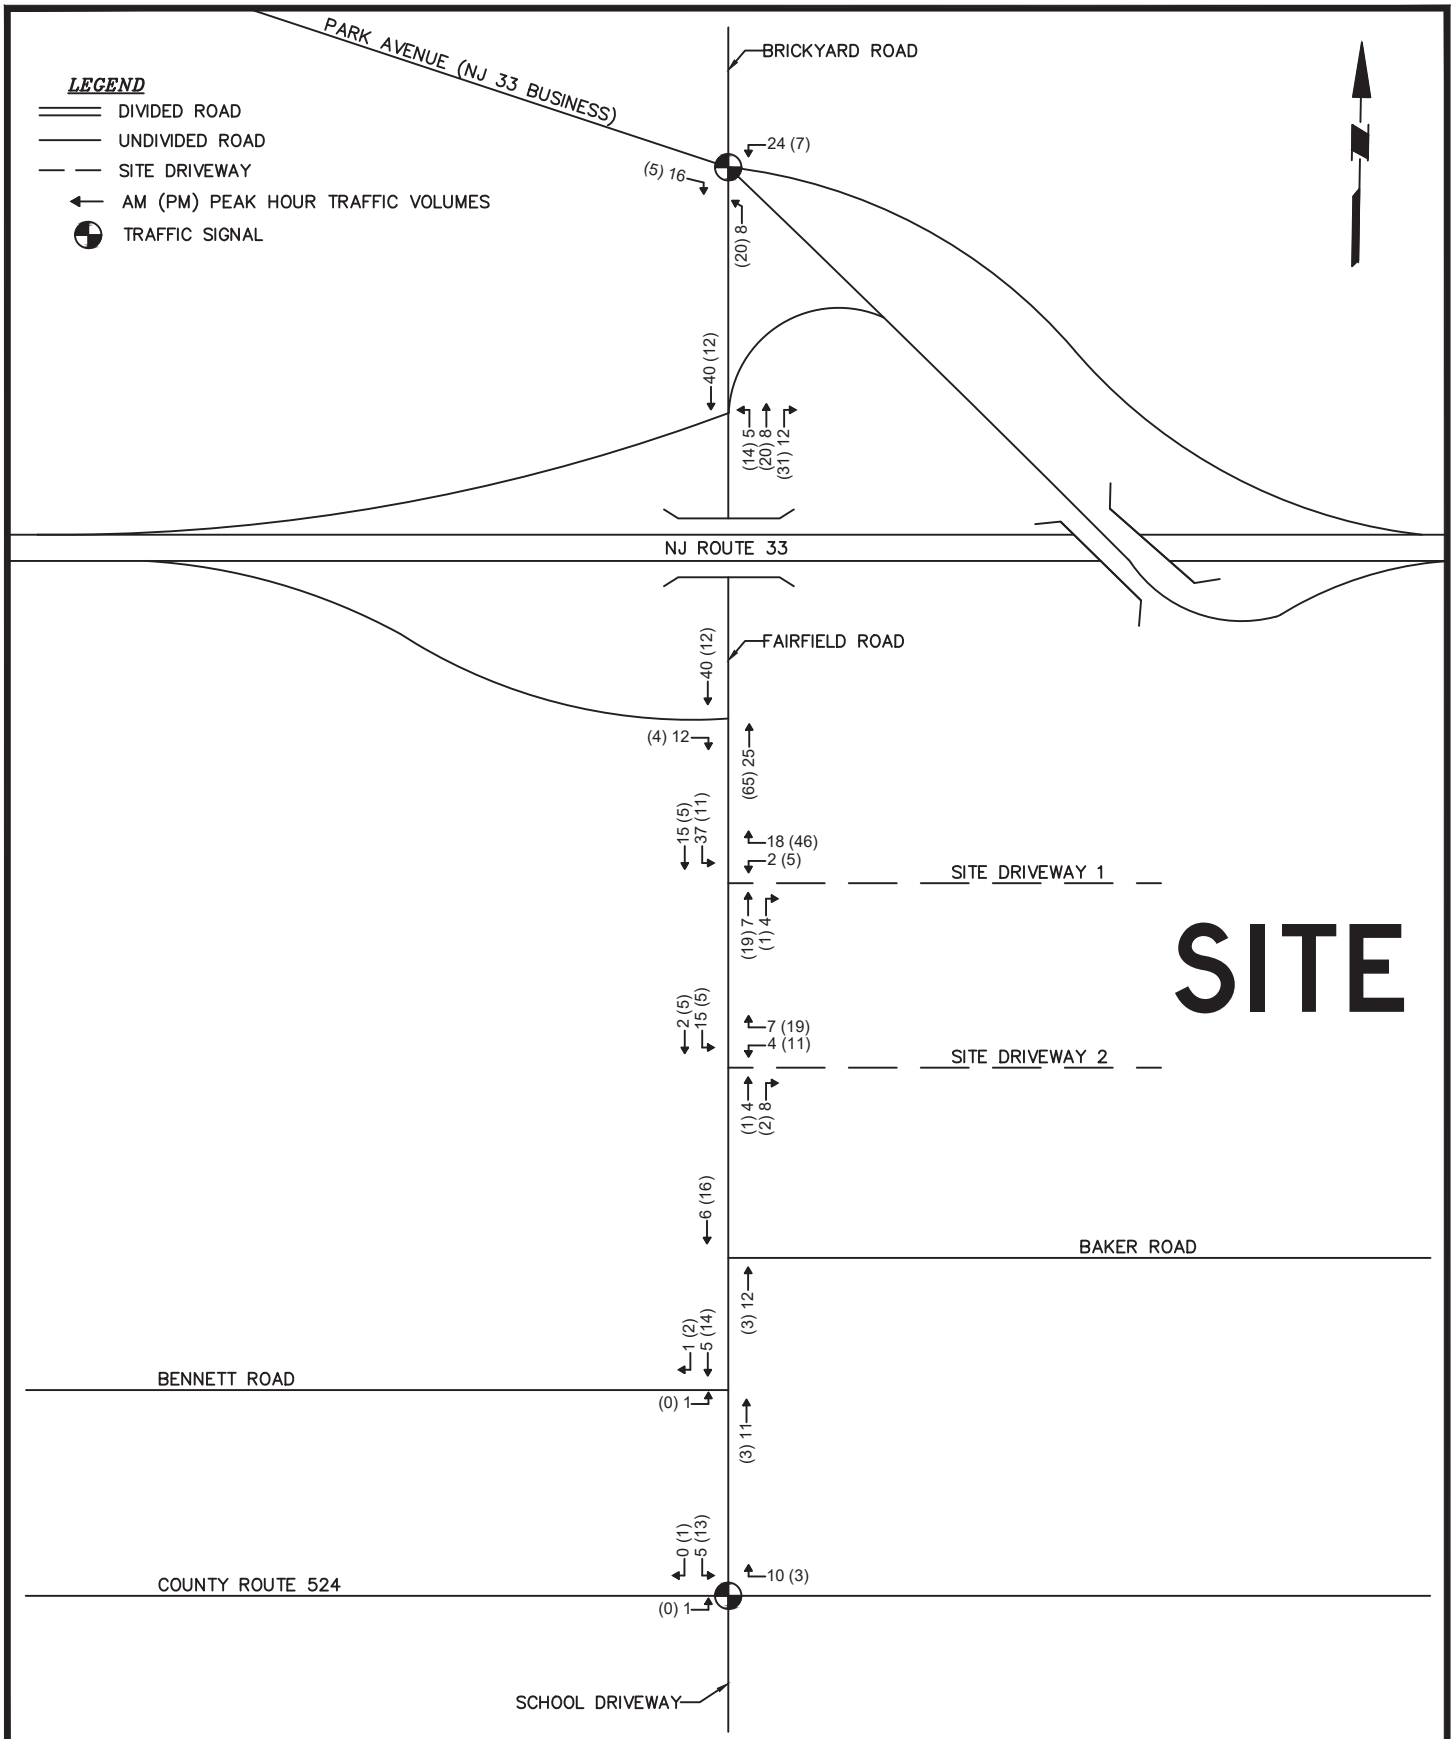 PARK AVENUE (NJ 33 BUSINESS)
BRICKYARD ROAD
LEGEND
DIVIDED ROAD
UNDIVIDED ROAD
SITE DRIVEWAY
AM (PM) PEAK HOUR TRAFFIC VOLUMES
TRAFFIC SIGNAL
N
24 (7)
(5) 16
(20) 8
40 (12)
(14) 5
(20) 8
(31) 12
NJ ROUTE 33
40 (12)
FAIRFIELD ROAD
(4) 12
(65) 25
15 (5)
37 (11)
18 (46)
2 (5)
SITE DRIVEWAY 1
(19) 7
(1) 4
SITE
2 (5)
15 (5)
7 (19)
4 (11)
SITE DRIVEWAY 2
(1) 4
(2) 8
6 (16)
BAKER ROAD
(3) 12
1 (2)
5 (14)
BENNETT ROAD
(0) 1
(3) 11
0 (1)
5 (13)
10 (3)
COUNTY ROUTE 524
(0) 1
SCHOOL DRIVEWAY